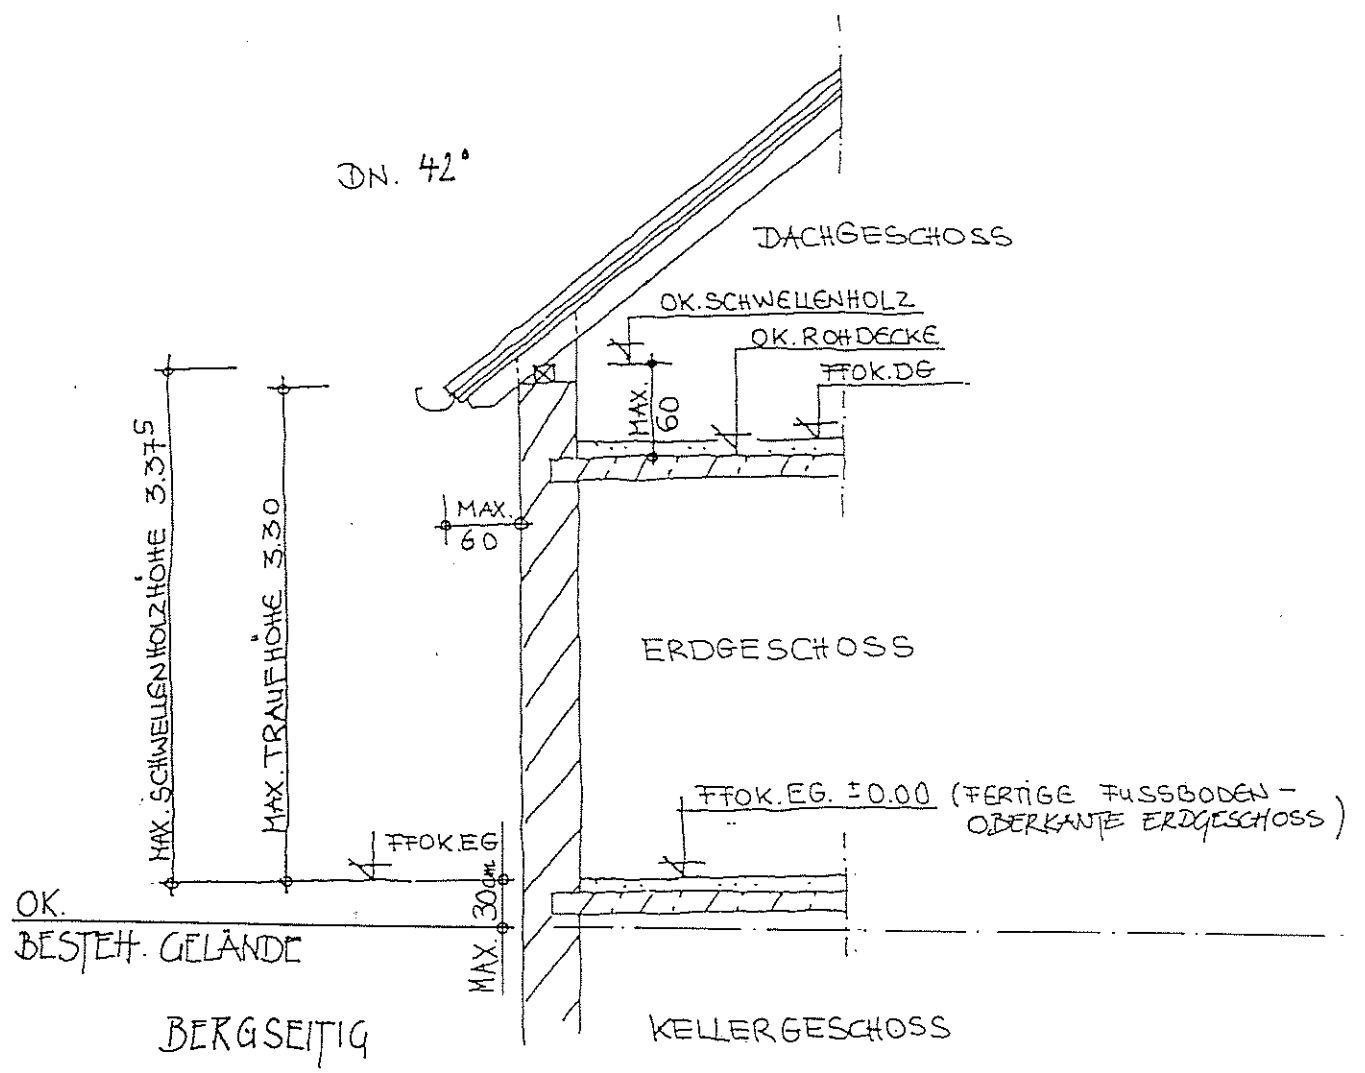 DN. 42°
DACHGESCHOSS
OK.SCHWELLENHOLZ
OK.ROHDECKE
FFOK.DG
MAX.
60
MAX.
60
MAX.SCHWELLENHOLZHÖHE 3.37⁵
MAX.TRAUFHÖHE 3.30
ERDGESCHOSS
FFOK.EG. ±0.00 (FERTIGE FUSSBODEN-
OBERKANTE ERDGESCHOSS)
FFOK.EG
MAX. 30cm
OK.
BESTEH. GELÄNDE
BERGSEITIG
KELLERGESCHOSS